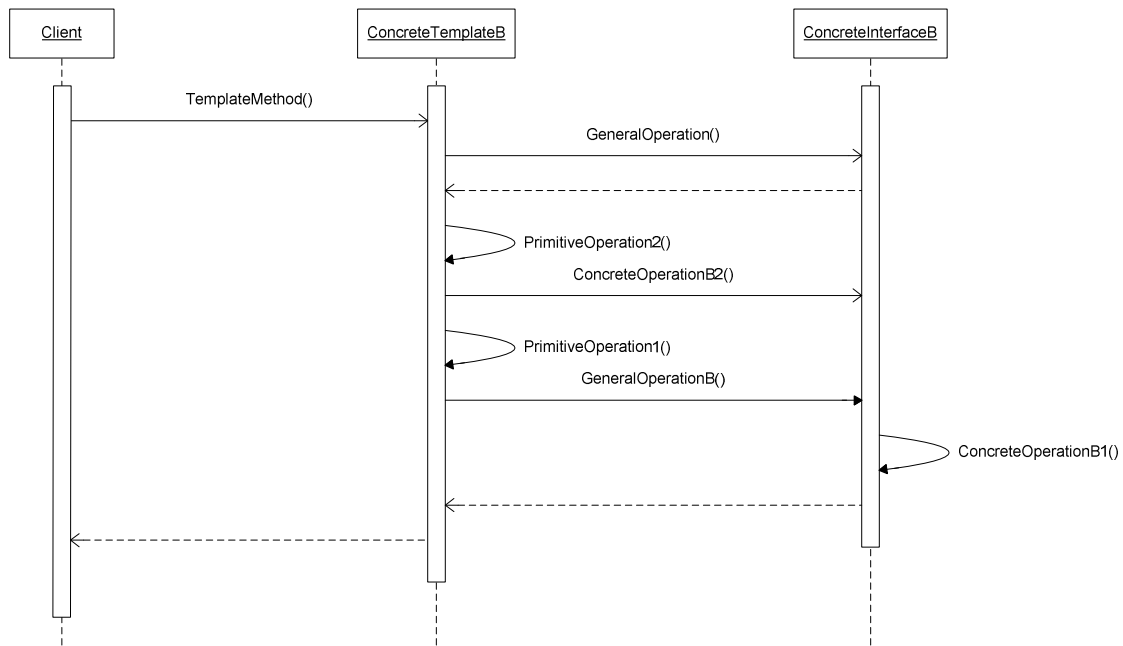 Client
ConcreteTemplateB
ConcreteInterfaceB
TemplateMethod()
GeneralOperation()
PrimitiveOperation2()
ConcreteOperationB2()
PrimitiveOperation1()
GeneralOperationB()
ConcreteOperationB1()